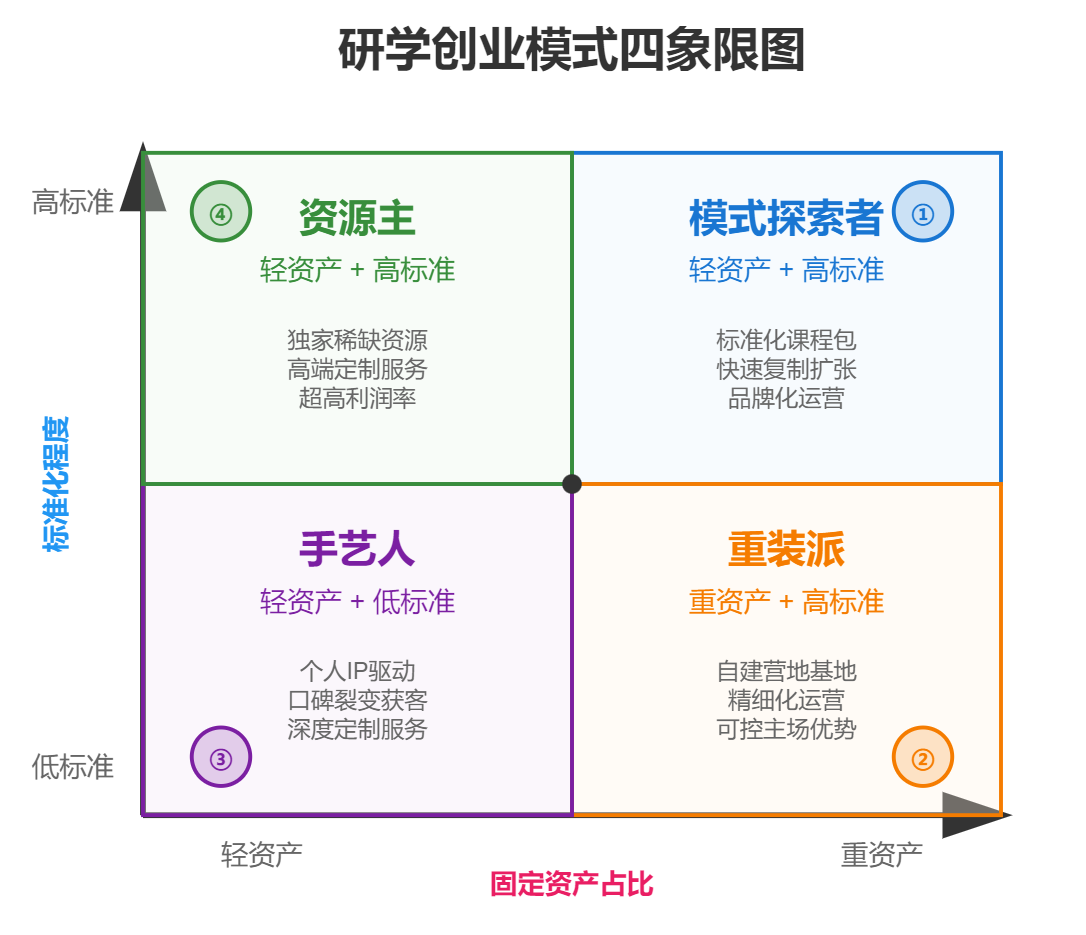 研学创业模式四象限图
高标准
④
资源主
轻资产 + 高标准
独家稀缺资源
高端定制服务
超高利润率
模式探索者
①
轻资产 + 高标准
标准化课程包
快速复制扩张
品牌化运营
标准化程度
手艺人
轻资产 + 低标准
个人IP驱动
口碑裂变获客
深度定制服务
③
重装派
重资产 + 高标准
自建营地基地
精细化运营
可控主场优势
②
低标准
轻资产
重资产
固定资产占比